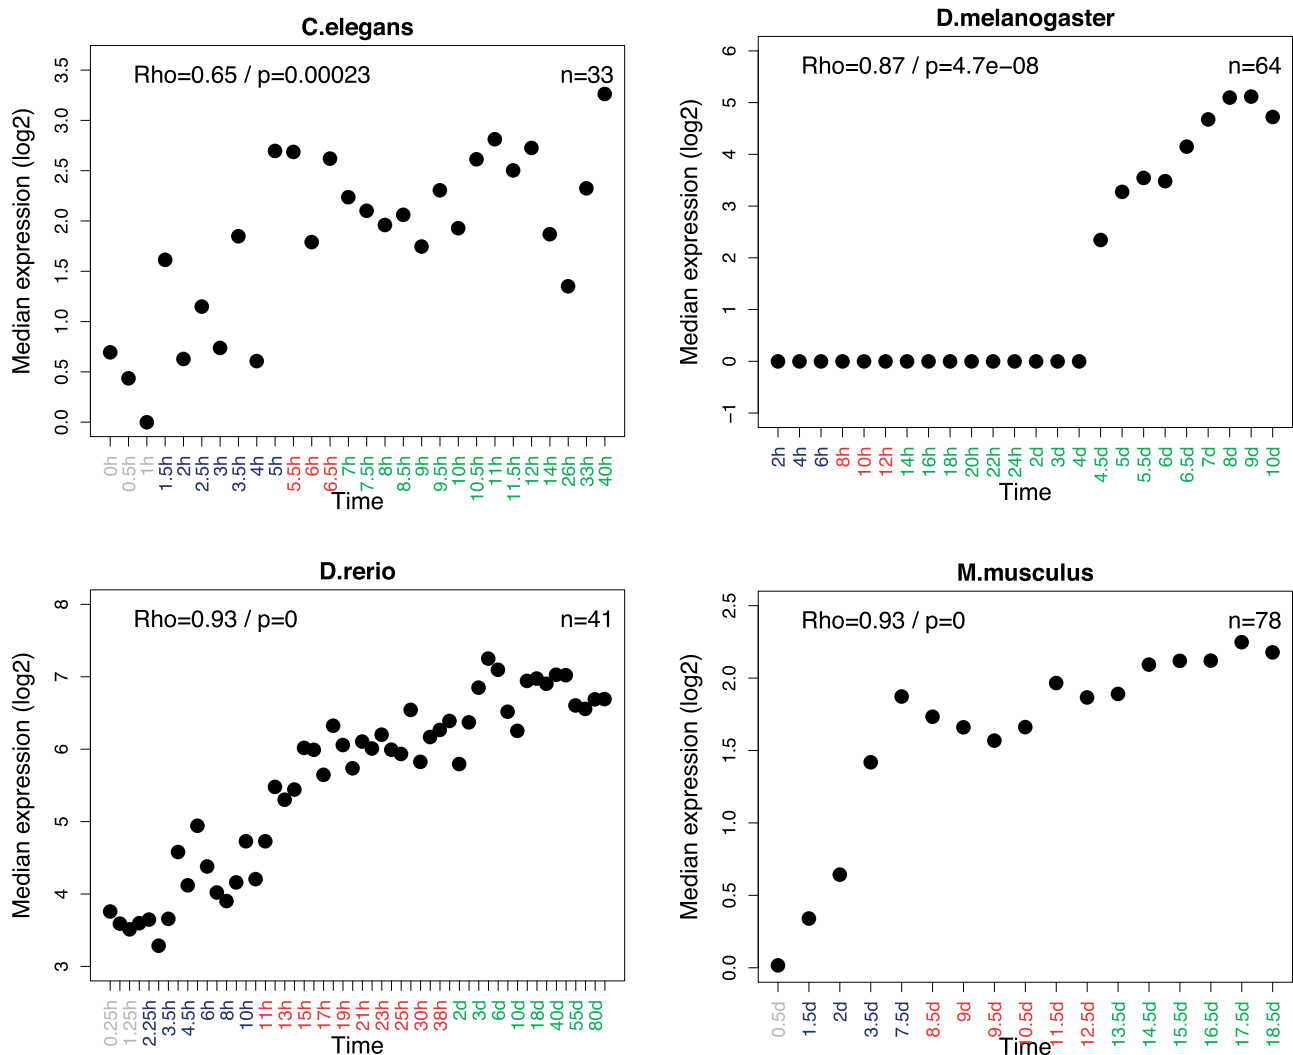 C.elegans
Rho=0.65 / p=0.00023 n=33
Median expression (log2)
3.5
3.0
2.5
2.0
1.5
1.0
0.5
0.0
0h 0.5h 1h 1.5h 2h 2.5h 3h 3.5h 4h 5h 5.5h 6h 6.5h 7h 7.5h 8h 8.5h 9h 9.5h 10h 10.5h 11h 11.5h 12h 14h 26h 33h 40h
Time
D.melanogaster
Rho=0.87 / p=4.7e−08 n=64
Median expression (log2)
6
5
4
3
2
1
0
−1
2h 4h 6h 8h 10h 12h 14h 16h 18h 20h 22h 24h 2d 3d 4d 4.5d 5d 5.5d 6d 6.5d 7d 8d 9d 10d
Time
D.rerio
Rho=0.93 / p=0 n=41
Median expression (log2)
8
7
6
5
4
3
0.25h 1.25h 2.25h 3.5h 4.5h 6h 8h 10h 11h 13h 15h 17h 19h 21h 23h 25h 30h 38h 2d 3d 6d 10d 18d 40d 55d 80d
Time
M.musculus
Rho=0.93 / p=0 n=78
Median expression (log2)
2.5
2.0
1.5
1.0
0.5
0.0
0.5d 1.5d 2d 3.5d 7.5d 8.5d 9d 9.5d 10.5d 11.5d 12.5d 13.5d 14.5d 15.5d 16.5d 17.5d 18.5d
Time